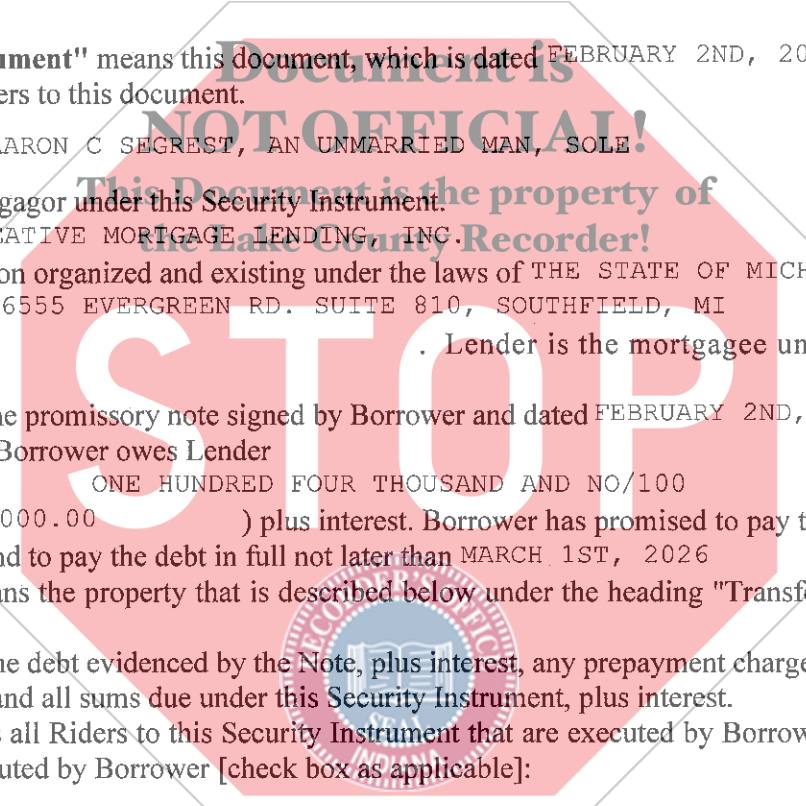 ument" means this document, which is dated FEBRUARY 2ND, 20
ers to this document.
AARON C SEGREST, AN UNMARRIED MAN, SOLE
gagor under this Security Instrument.
EATIVE MORTGAGE LENDING, INC.
on organized and existing under the laws of THE STATE OF MICH
6555 EVERGREEN RD. SUITE 810, SOUTHFIELD, MI
. Lender is the mortgagee un
he promissory note signed by Borrower and dated FEBRUARY 2ND,
Borrower owes Lender
ONE HUNDRED FOUR THOUSAND AND NO/100
000.00 ) plus interest. Borrower has promised to pay t
nd to pay the debt in full not later than MARCH 1ST, 2026
ans the property that is described below under the heading "Transfe
he debt evidenced by the Note, plus interest, any prepayment charge
and all sums due under this Security Instrument, plus interest.
s all Riders to this Security Instrument that are executed by Borrow
uted by Borrower [check box as applicable]:
Document is
NOT OFFICIAL!
This Document is the property of
the Lake County Recorder!
STOP
RECORDER'S OFFICE
SEAL
INDIANA